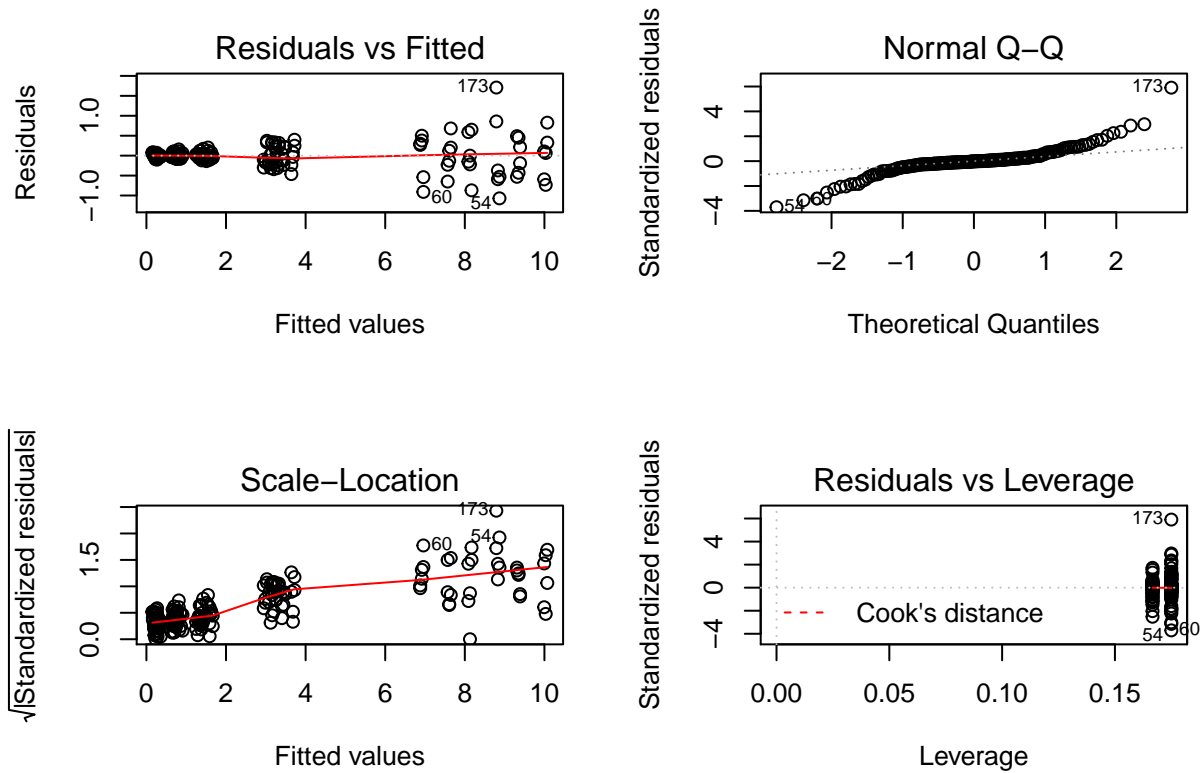 Residuals vs Fitted
Residuals
1.0
−1.0
173
60
54
0 2 4 6 8 10
Fitted values
Normal Q−Q
Standardized residuals
4
0
−4
173
54
−2 −1 0 1 2
Theoretical Quantiles
Scale−Location
√|Standardized residuals|
1.5
0.0
173
54
60
0 2 4 6 8 10
Fitted values
Residuals vs Leverage
Standardized residuals
4
0
−4
173
Cook's distance
54
60
0.00 0.05 0.10 0.15
Leverage